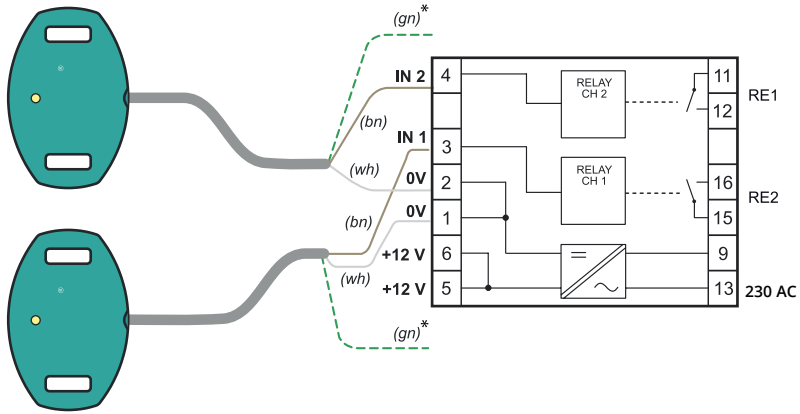 (gn)*
IN 2
4
RELAY
CH 2
11
RE1
12
(bn)
IN 1
3
RELAY
CH 1
(wh)
0V
2
16
RE2
(bn)
0V
1
15
+12 V
6
9
(wh)
+12 V
5
13
230 AC
(gn)*
®
®